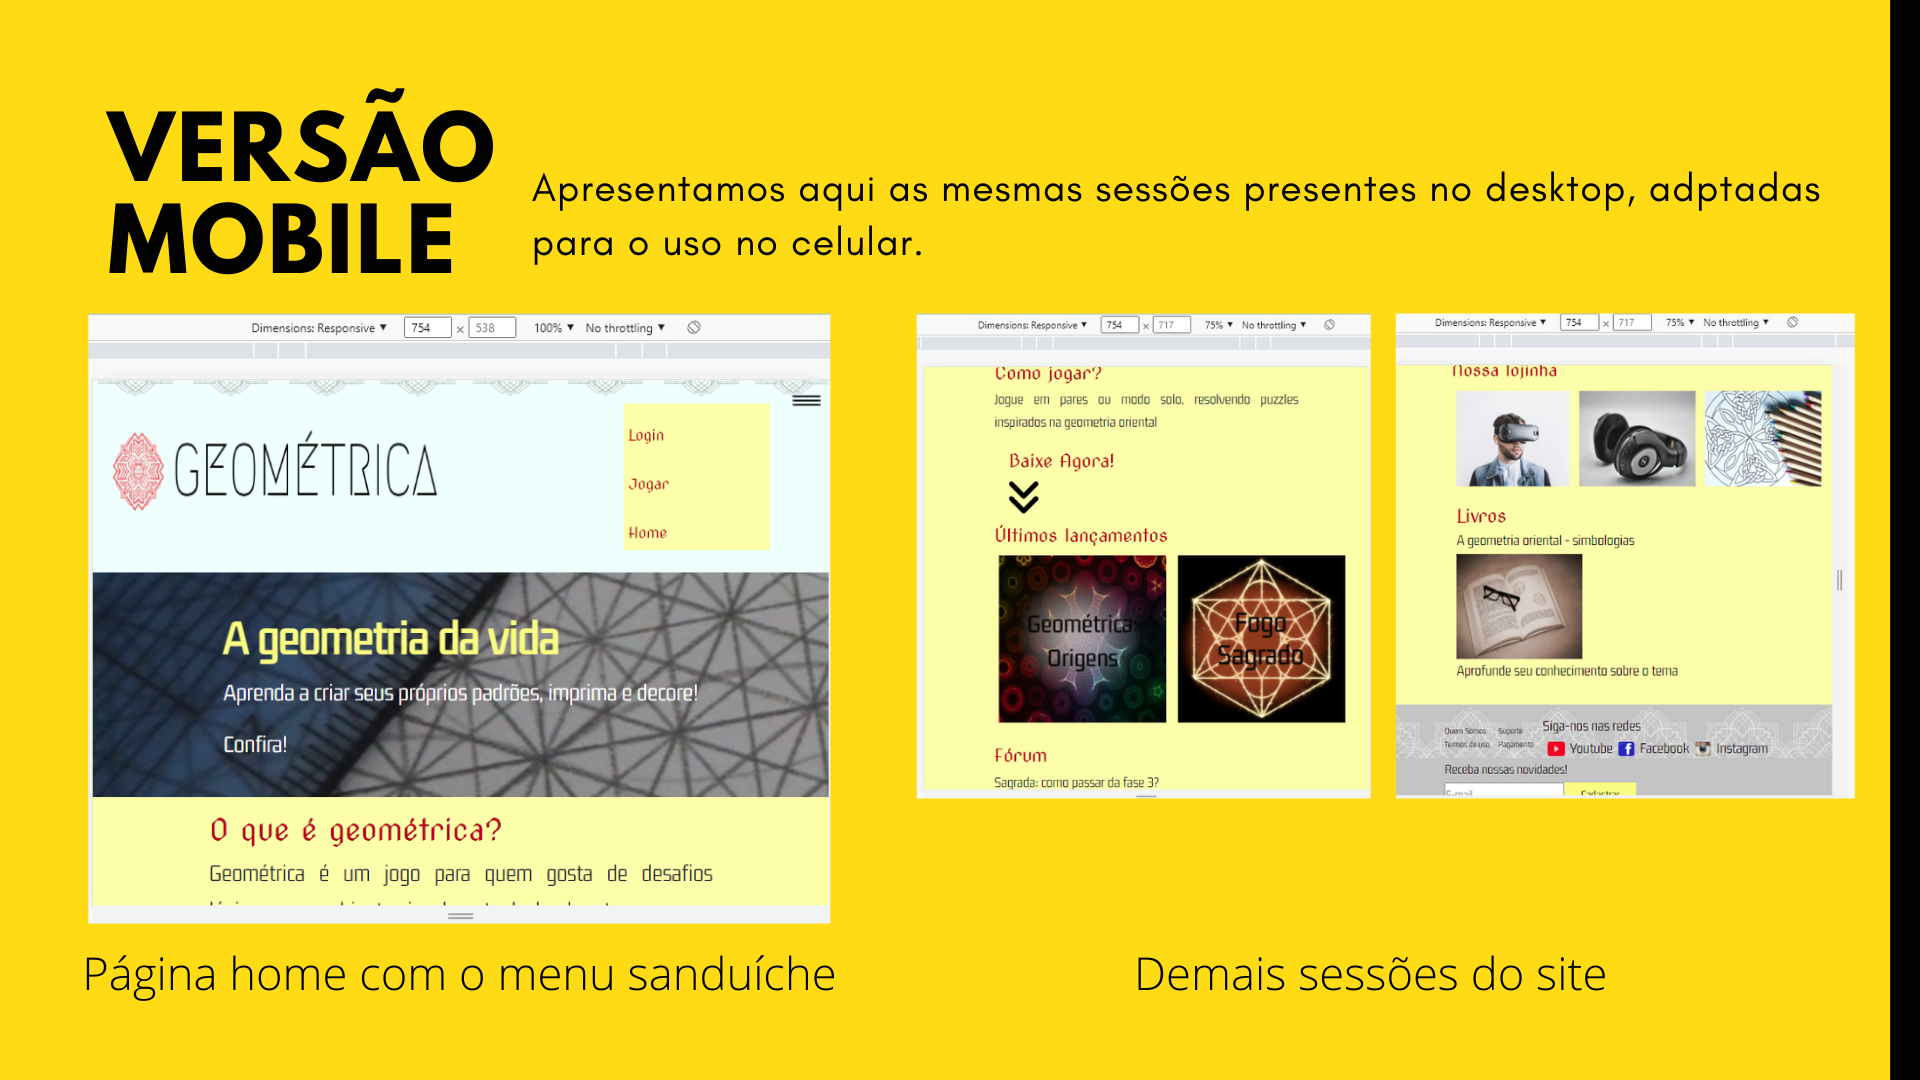 VERSÃO
MOBILE
Apresentamos aqui as mesmas sessões presentes no desktop, adptadas
para o uso no celular.
Dimensions: Responsive ▼ 754 × 538 100% ▼ No throttling ▼
GEOMÉTRICA
Login
Jogar
Home
A geometria da vida
Aprenda a criar seus próprios padrões, imprima e decore!
Confira!
O que é geométrica?
Geométrica é um jogo para quem gosta de desafios
Página home com o menu sanduíche
Dimensions: Responsive ▼ 754 × 717 75% ▼ No throttling ▼
Como jogar?
Jogue em pares ou modo solo, resolvendo puzzles
inspirados na geometria oriental
Baixe Agora!
Últimos lançamentos
Geométrica:
Origens
Fogo
Sagrado
Fórum
Sagrada: como passar da fase 3?
Dimensions: Responsive ▼ 754 × 717 75% ▼ No throttling ▼
Nossa lojinha
Livros
A geometria oriental - simbologias
Aprofunde seu conhecimento sobre o tema
Siga-nos nas redes
Quem Somos Suporte
Termos de uso Pagamento
Youtube Facebook Instagram
Receba nossas novidades!
E-mail Cadastrar
Demais sessões do site